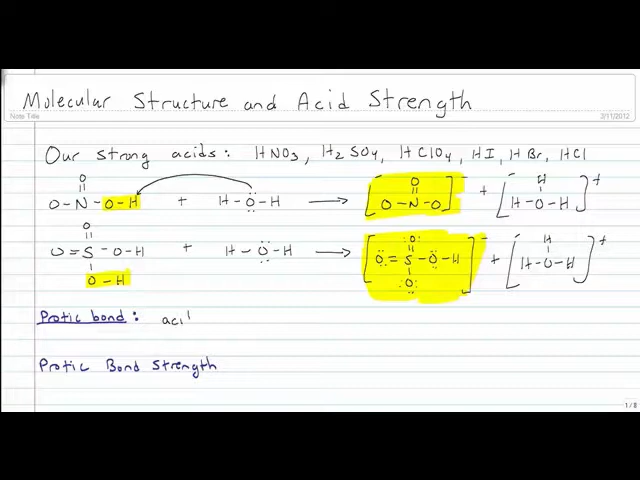 Molecular Structure and Acid Strength
Note Title
2/11/2012
Our strong acids: HNO3, H2SO4, HClO4, HI, HBr, HCl
O O H
O-N-O-H + H-O-H → [O-N-O]⁻ + [H-O-H]⁺
O O H
O=S-O-H + H-O-H → [O=S-O-H]⁻ + [H-O-H]⁺
O-H O
Protic bond: aci
Protic Bond Strength
1/8